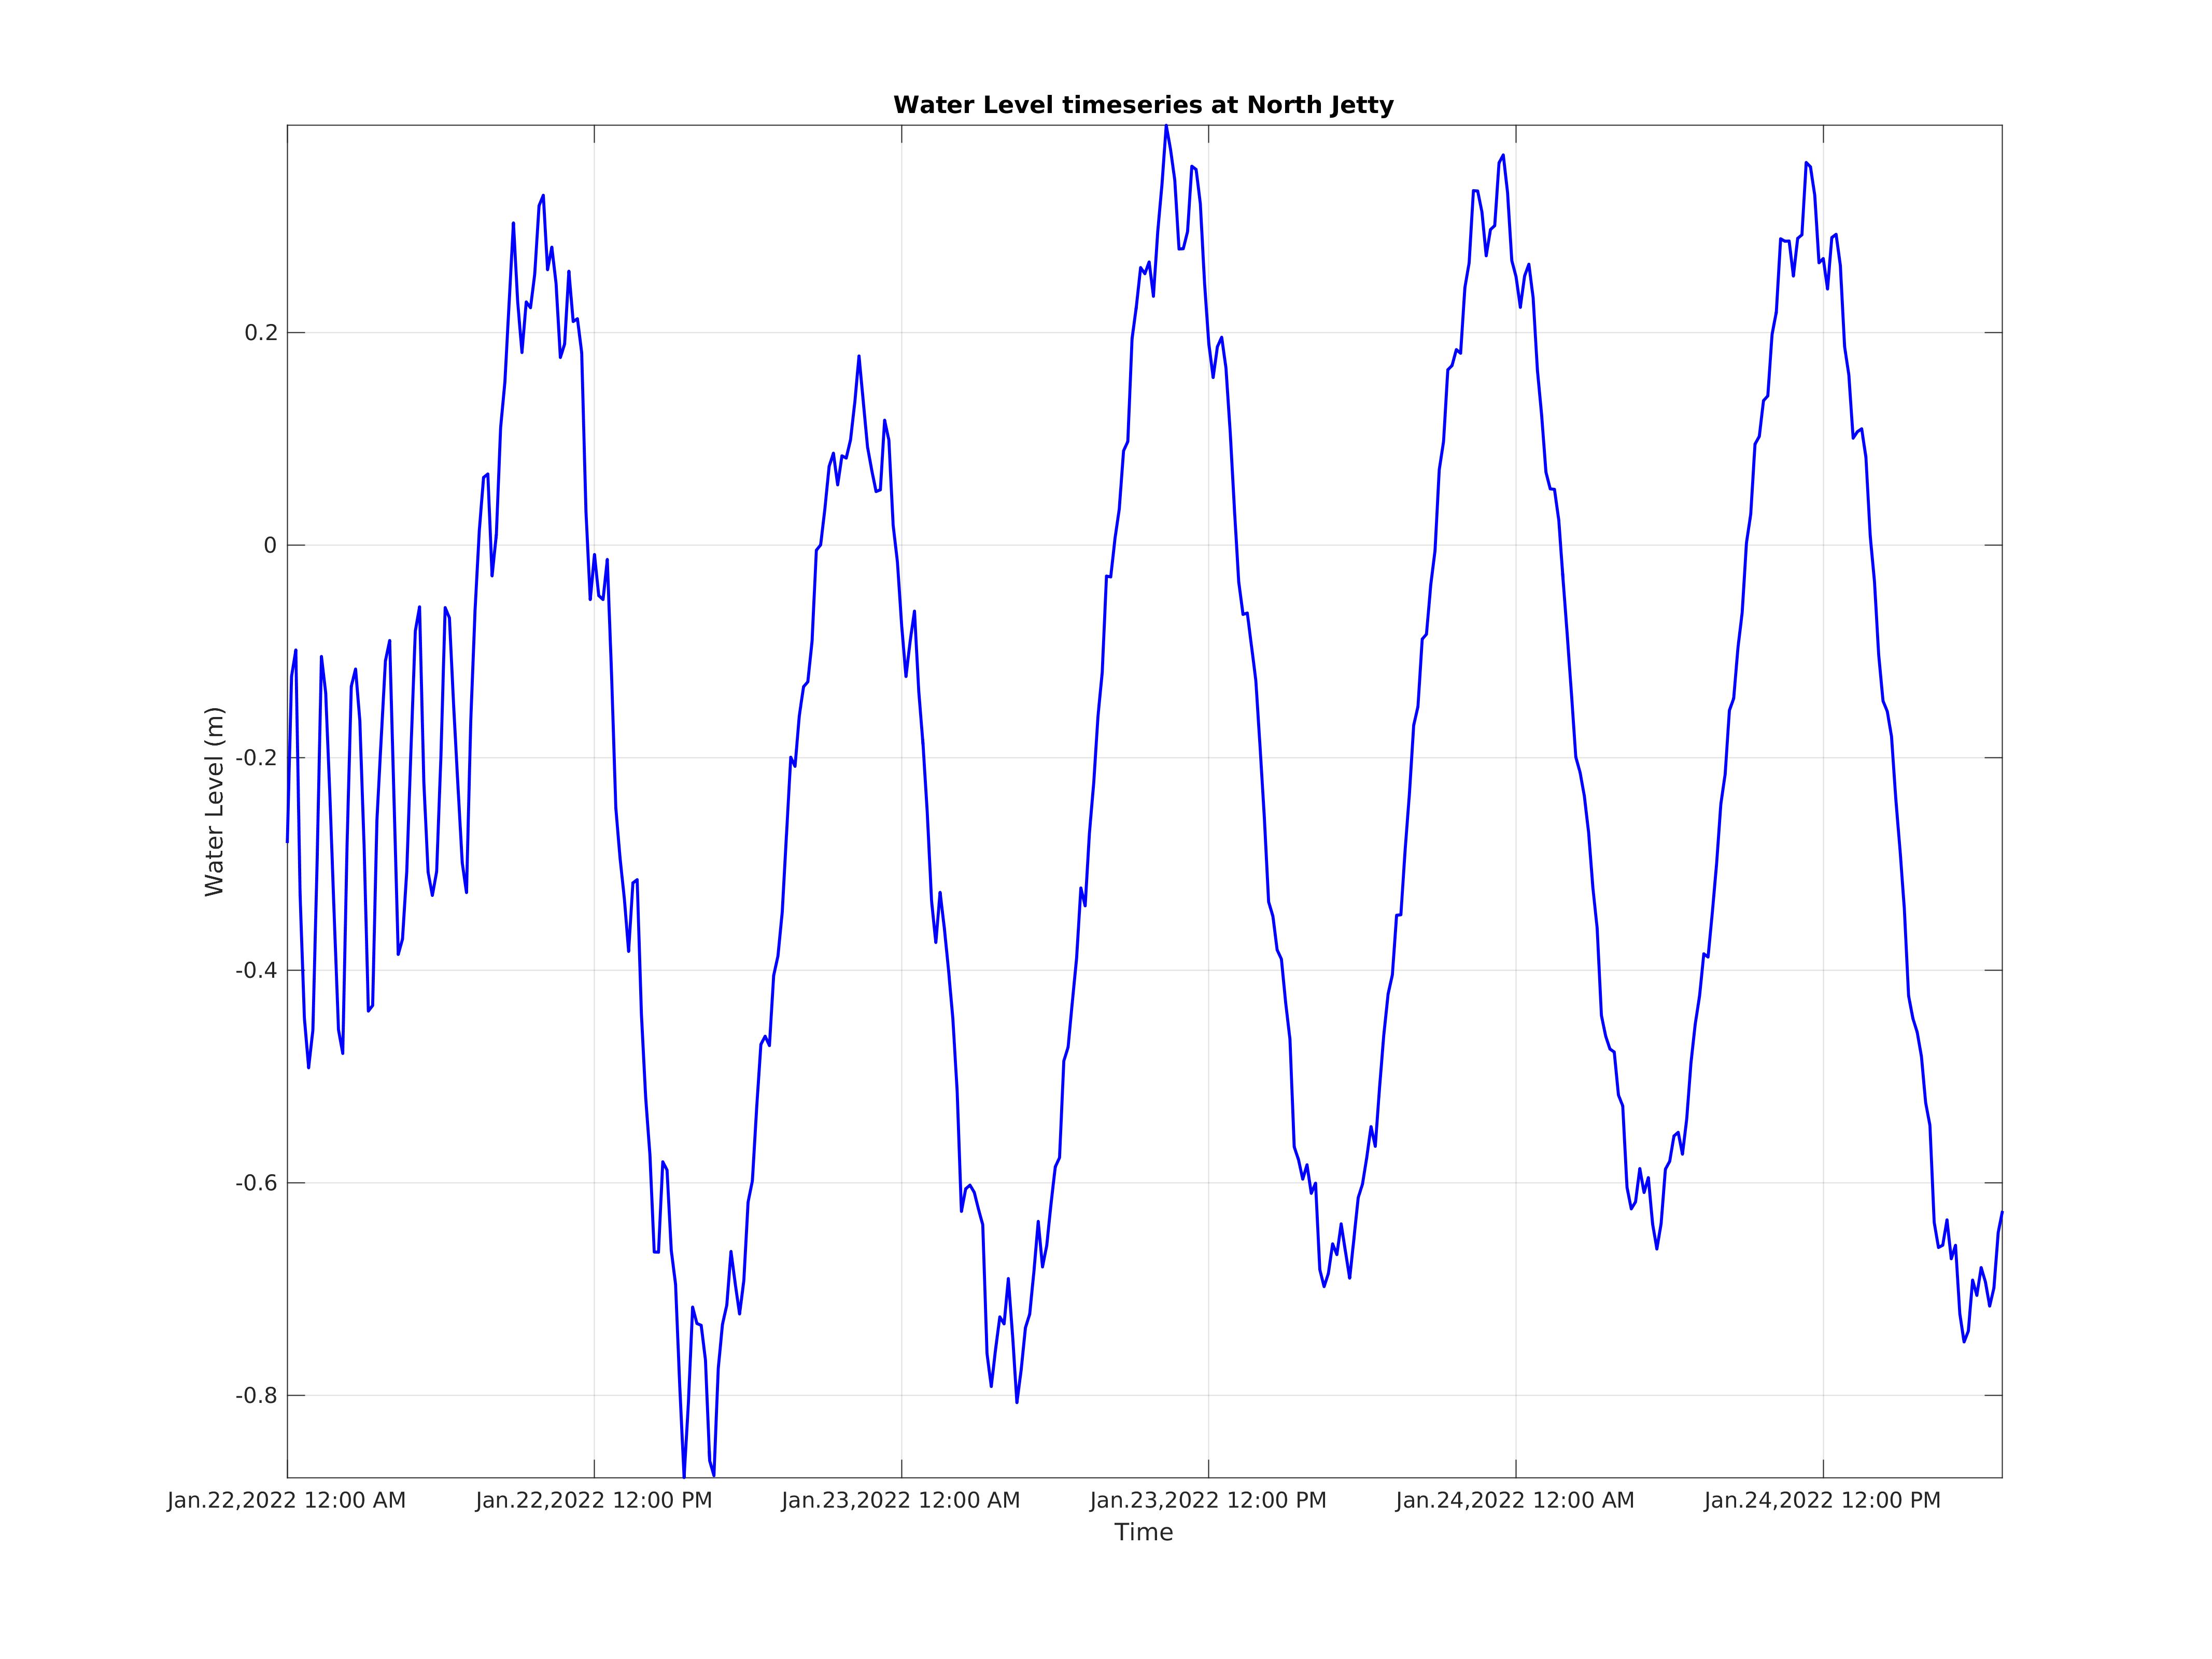 Water Level timeseries at North Jetty
0.2
0
-0.2
-0.4
-0.6
-0.8
Water Level (m)
Jan.22,2022 12:00 AM
Jan.22,2022 12:00 PM
Jan.23,2022 12:00 AM
Jan.23,2022 12:00 PM
Jan.24,2022 12:00 AM
Jan.24,2022 12:00 PM
Time